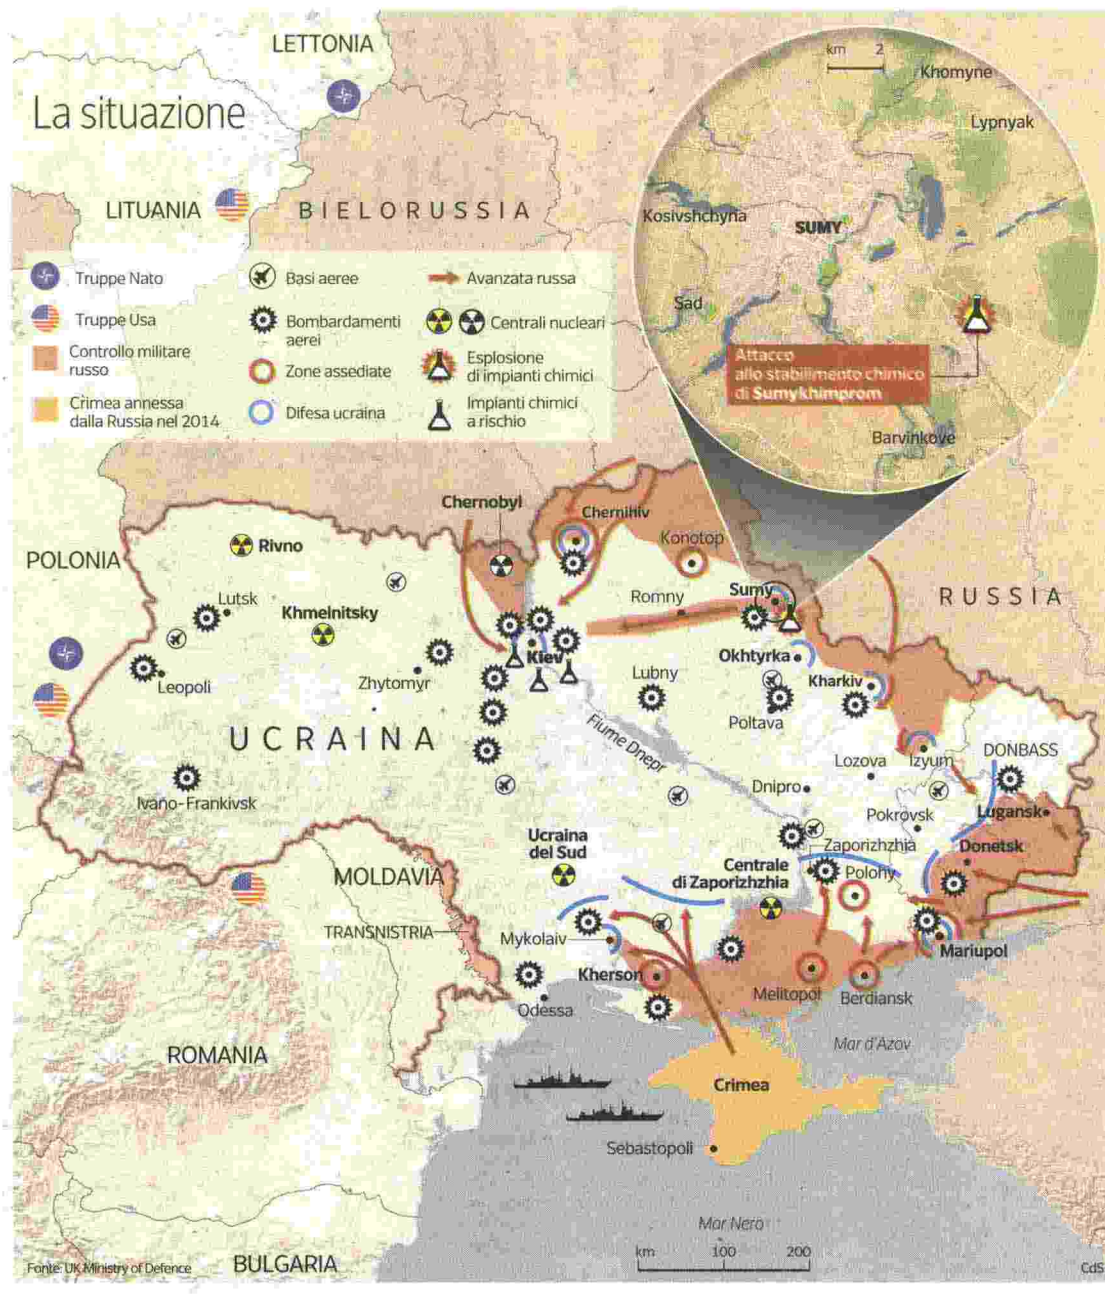 LETTONIA
La situazione
LITUANIA
BIELORUSSIA
Truppe Nato
Truppe Usa
Controllo militare
russo
Crimea annessa
dalla Russia nel 2014
Basi aeree
Bombardamenti
aerei
Zone assediate
Difesa ucraina
Avanzata russa
Centrali nucleari
Esplosione
di impianti chimici
Impianti chimici
a rischio
km 2
Khomyne
Lypnyak
Kosivshchyna
SUMY
Sad
Attacco
allo stabilimento chimico
di Sumykhimprom
Barvinkove
Chernobyl
Chernihiv
Konotop
POLONIA
Rivno
RUSSIA
Lutsk
Khmelnitsky
Romny
Sumy
Kiev
Okhtyrka
Leopoli
Zhytomyr
Lubny
Kharkiv
Poltava
UCRAINA
Fiume Dnepr
Izyum
DONBASS
Lozova
Ivano-Frankivsk
Dnipro
Pokrovsk
Lugansk
Ucraina
del Sud
Zaporizhzhia
Donetsk
MOLDAVIA
Centrale
di Zaporizhzhia
Polohy
TRANSNISTRIA
Mykolaiv
Mariupol
Kherson
Melitopol
Berdiansk
Odessa
ROMANIA
Mar d'Azov
Crimea
Sebastopoli
Mar Nero
km 100 200
Fonte: UK Ministry of Defence
BULGARIA
CdS